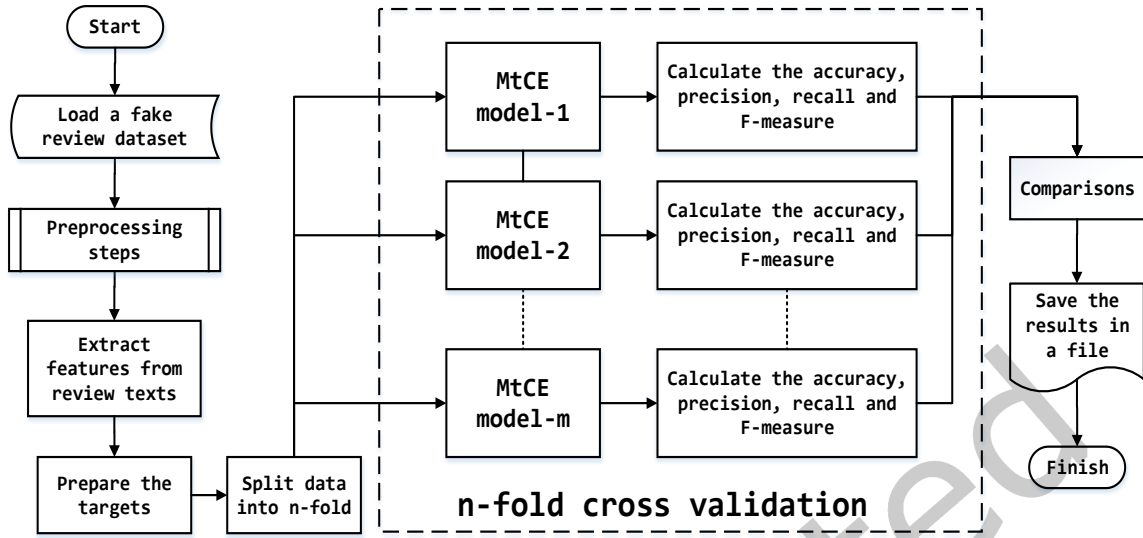 Start
Load a fake
review dataset
Preprocessing
steps
Extract
features from
review texts
Prepare the
targets
Split data
into n-fold
MtCE
model-1
Calculate the accuracy,
precision, recall and
F-measure
MtCE
model-2
Calculate the accuracy,
precision, recall and
F-measure
MtCE
model-m
Calculate the accuracy,
precision, recall and
F-measure
n-fold cross validation
Comparisons
Save the
results in
a file
Finish
ted